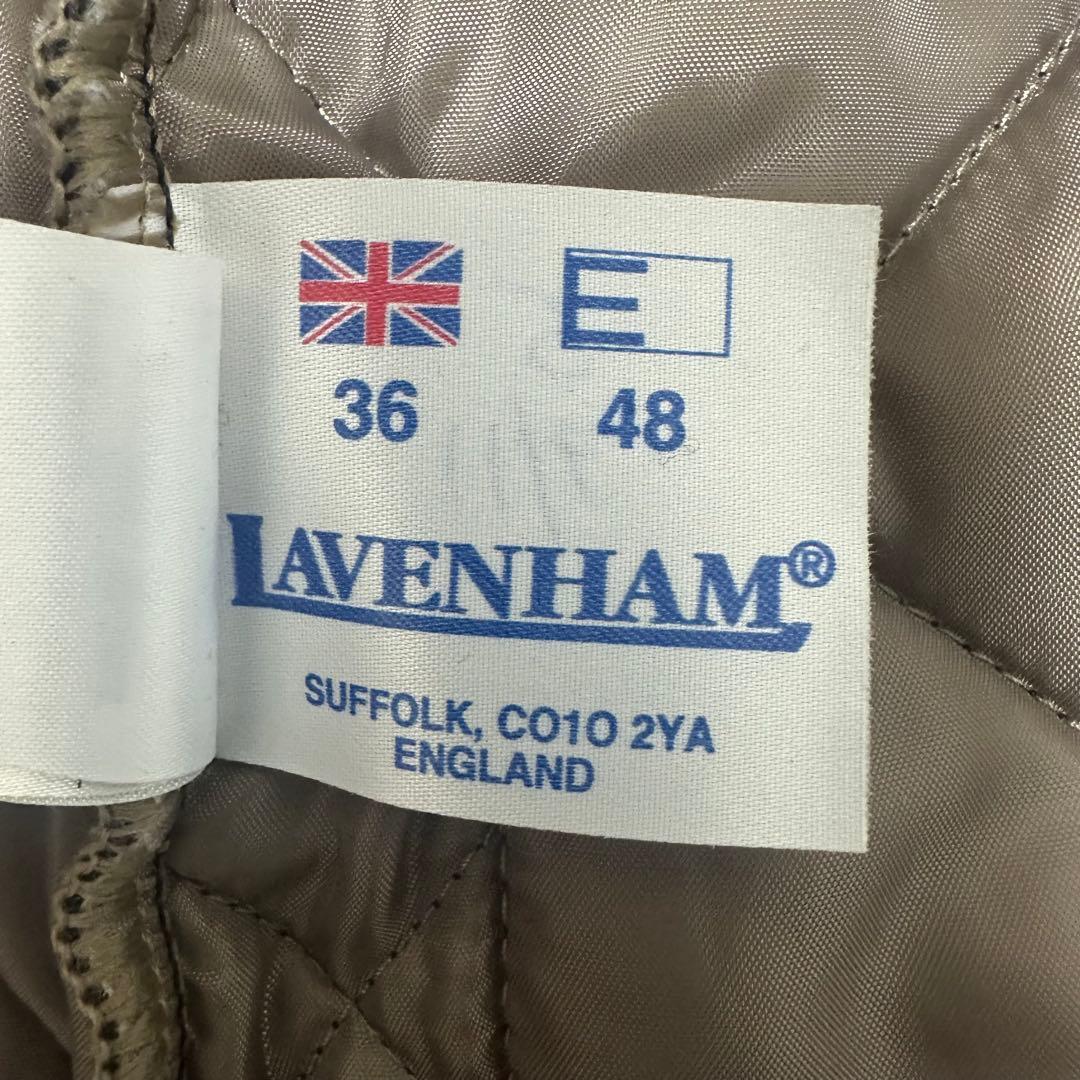 E
36 48
LAVENHAM®
SUFFOLK, CO10 2YA
ENGLAND